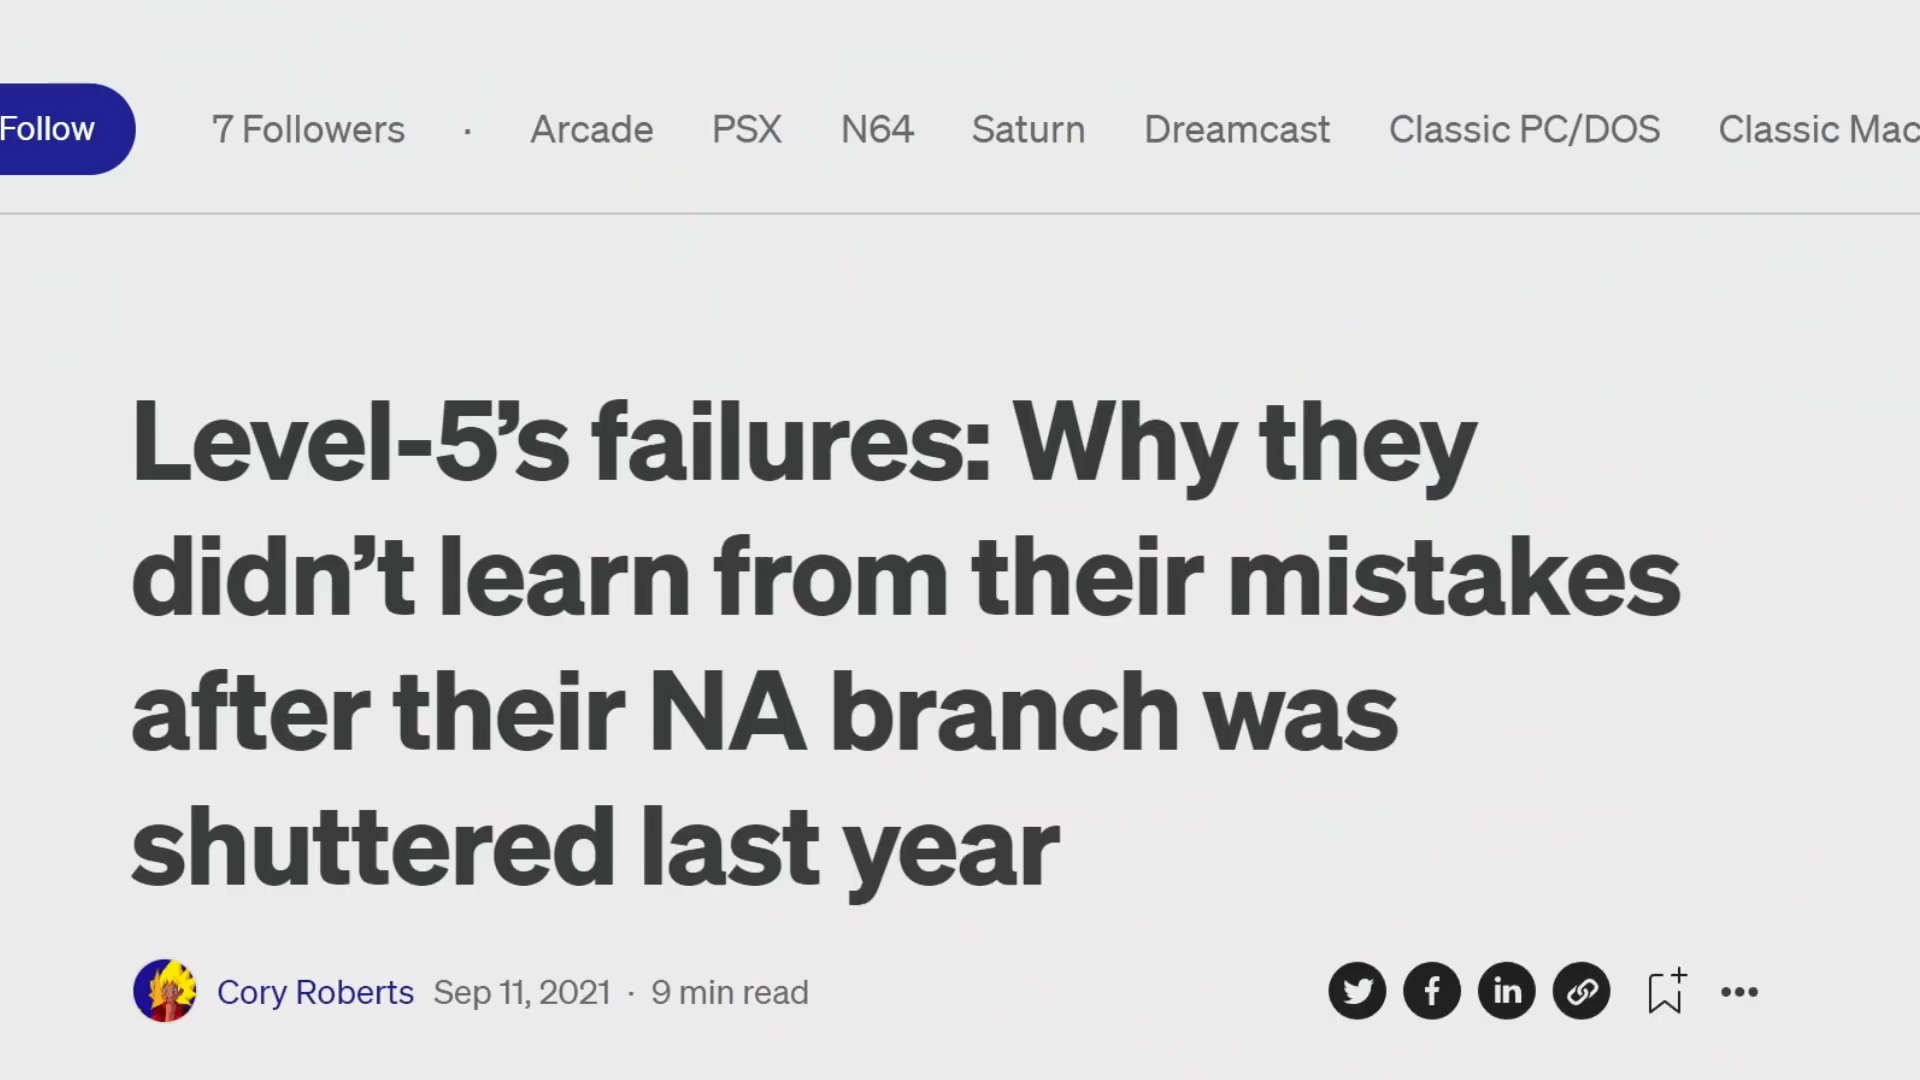 Follow 7 Followers · Arcade PSX N64 Saturn Dreamcast Classic PC/DOS Classic Mac
Level-5’s failures: Why they
didn’t learn from their mistakes
after their NA branch was
shuttered last year
Cory Roberts Sep 11, 2021 · 9 min read